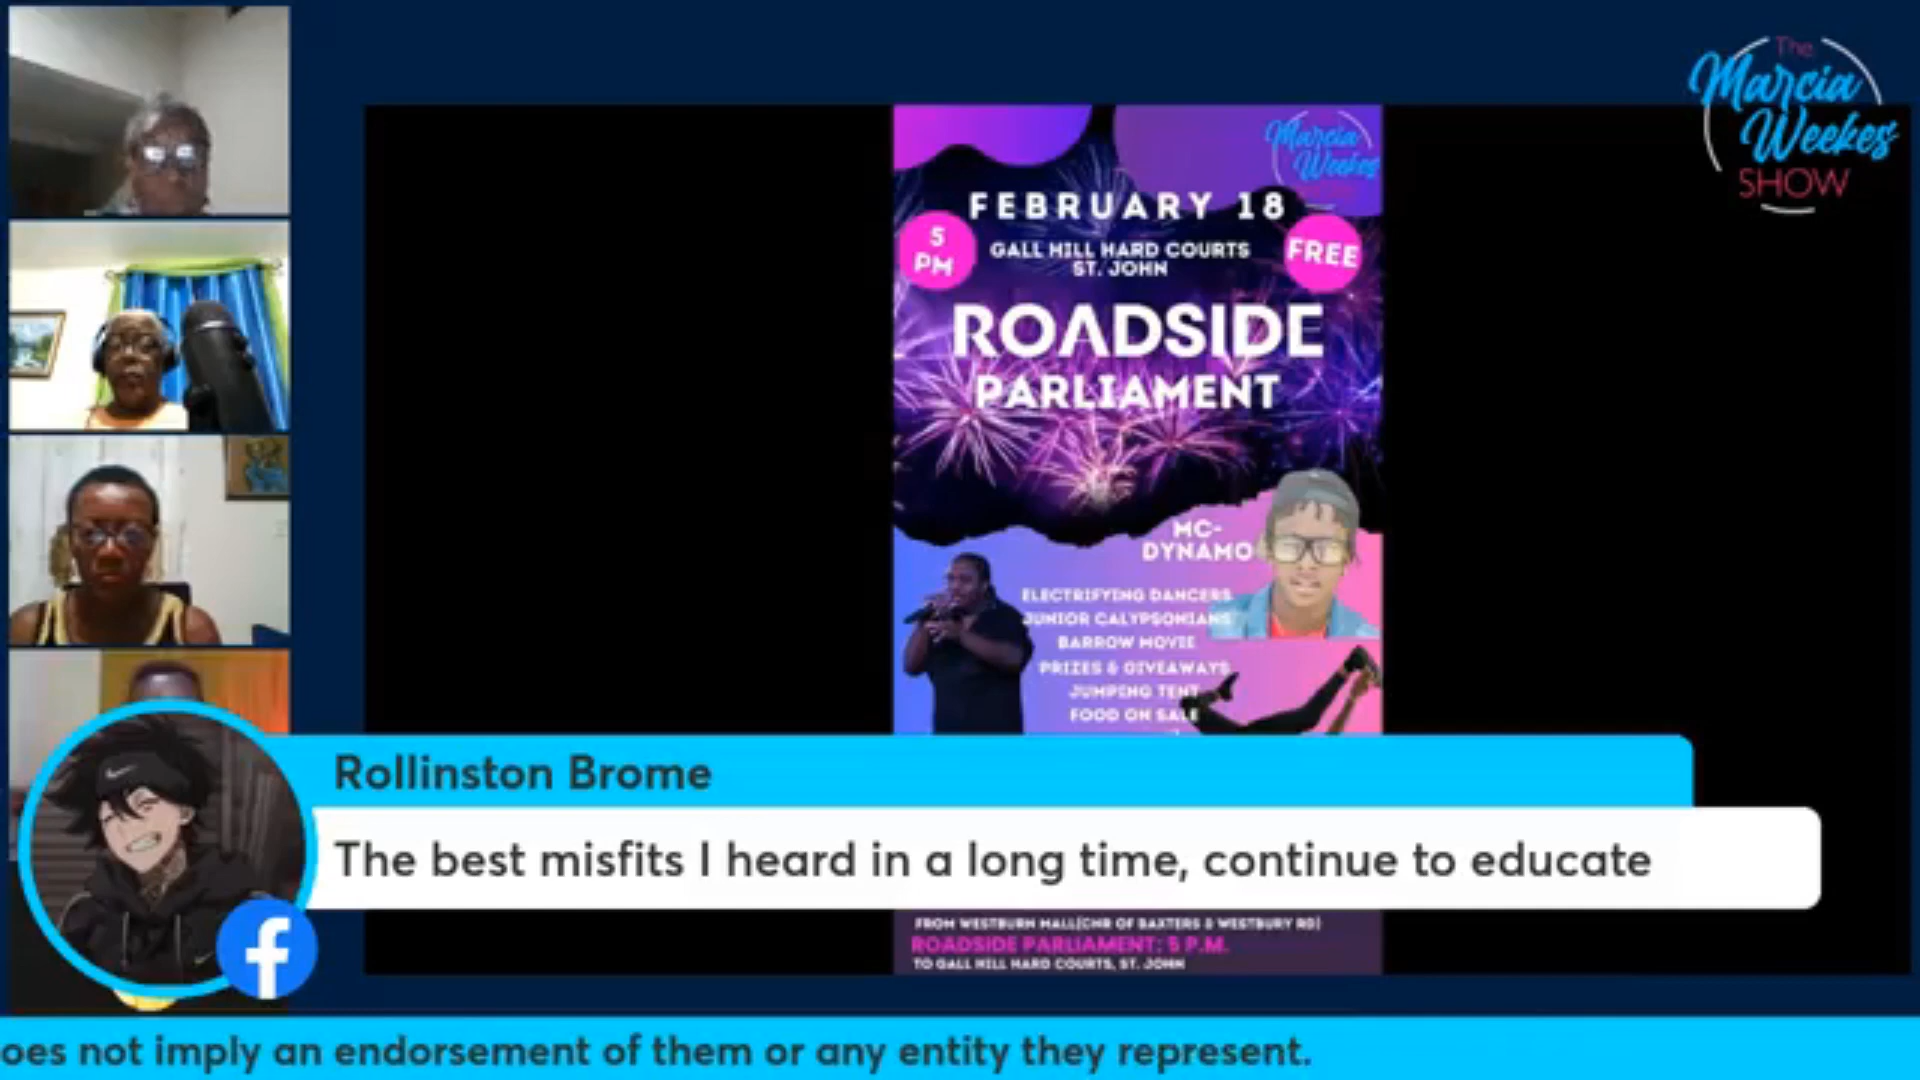 The
Marcia
Weekes
SHOW
Marcia
Weekes
FEBRUARY 18
5
PM
GALL HILL HARD COURTS
ST. JOHN
FREE
ROADSIDE
PARLIAMENT
MC-
DYNAMO
ELECTRIFYING DANCERS
JUNIOR CALYPSONIANS
BARROW MOVIE
PRIZES & GIVEAWAYS
JUMPING TENT
FOOD ON SALE
Rollinston Brome
The best misfits I heard in a long time, continue to educate
FROM WESTBURN MALL(CNR OF BAXTERS & WESTBURY RD)
ROADSIDE PARLIAMENT: 5 P.M.
TO GALL HILL HARD COURTS, ST. JOHN
oes not imply an endorsement of them or any entity they represent.